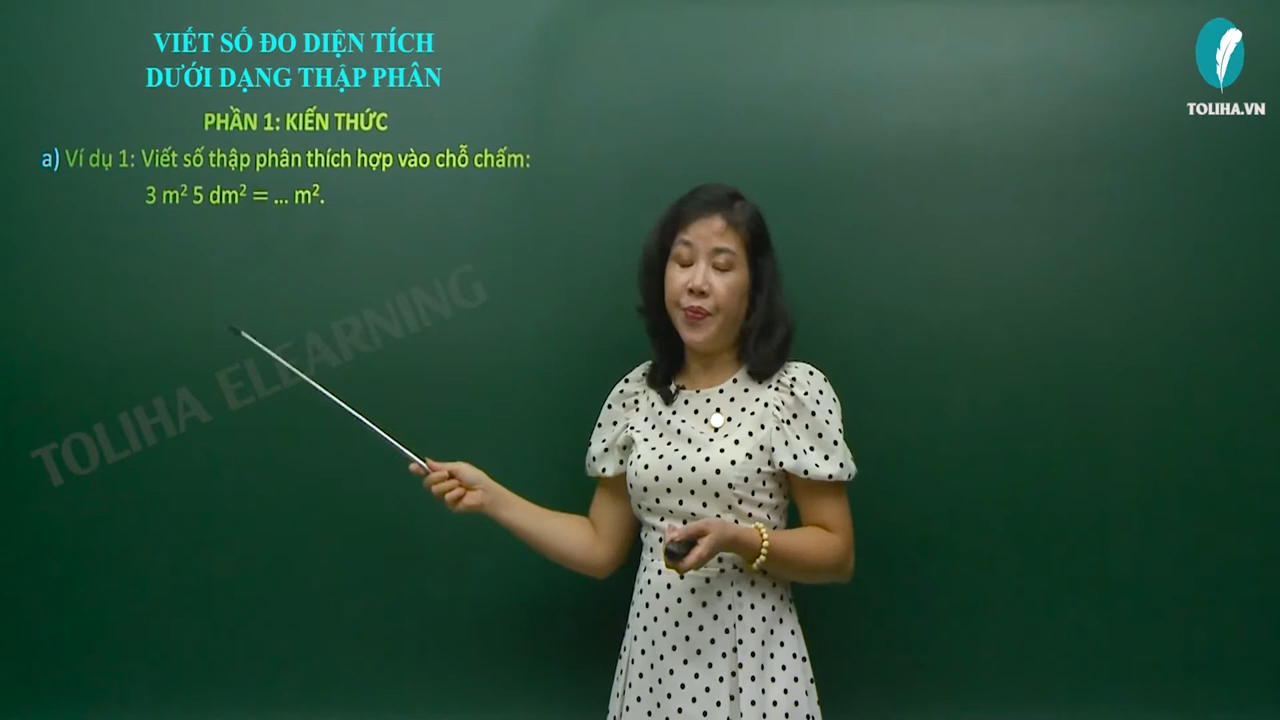 VIẾT SỐ ĐO DIỆN TÍCH
DƯỚI DẠNG THẬP PHÂN
PHẦN 1: KIẾN THỨC
a) Ví dụ 1: Viết số thập phân thích hợp vào chỗ chấm:
3 m² 5 dm² = ... m².
TOLIHA.VN
TOLIHA ELEARNING